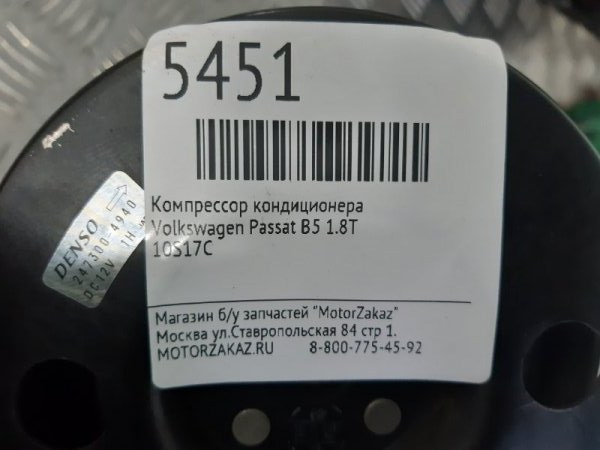 5451
Компрессор кондиционера
Volkswagen Passat B5 1.8T
10S17C
Магазин б/у запчастей "MotorZakaz"
Москва ул.Ставропольская 84 стр 1.
MOTORZAKAZ.RU 8-800-775-45-92
DENSO
247300-4940
DC12V 1H